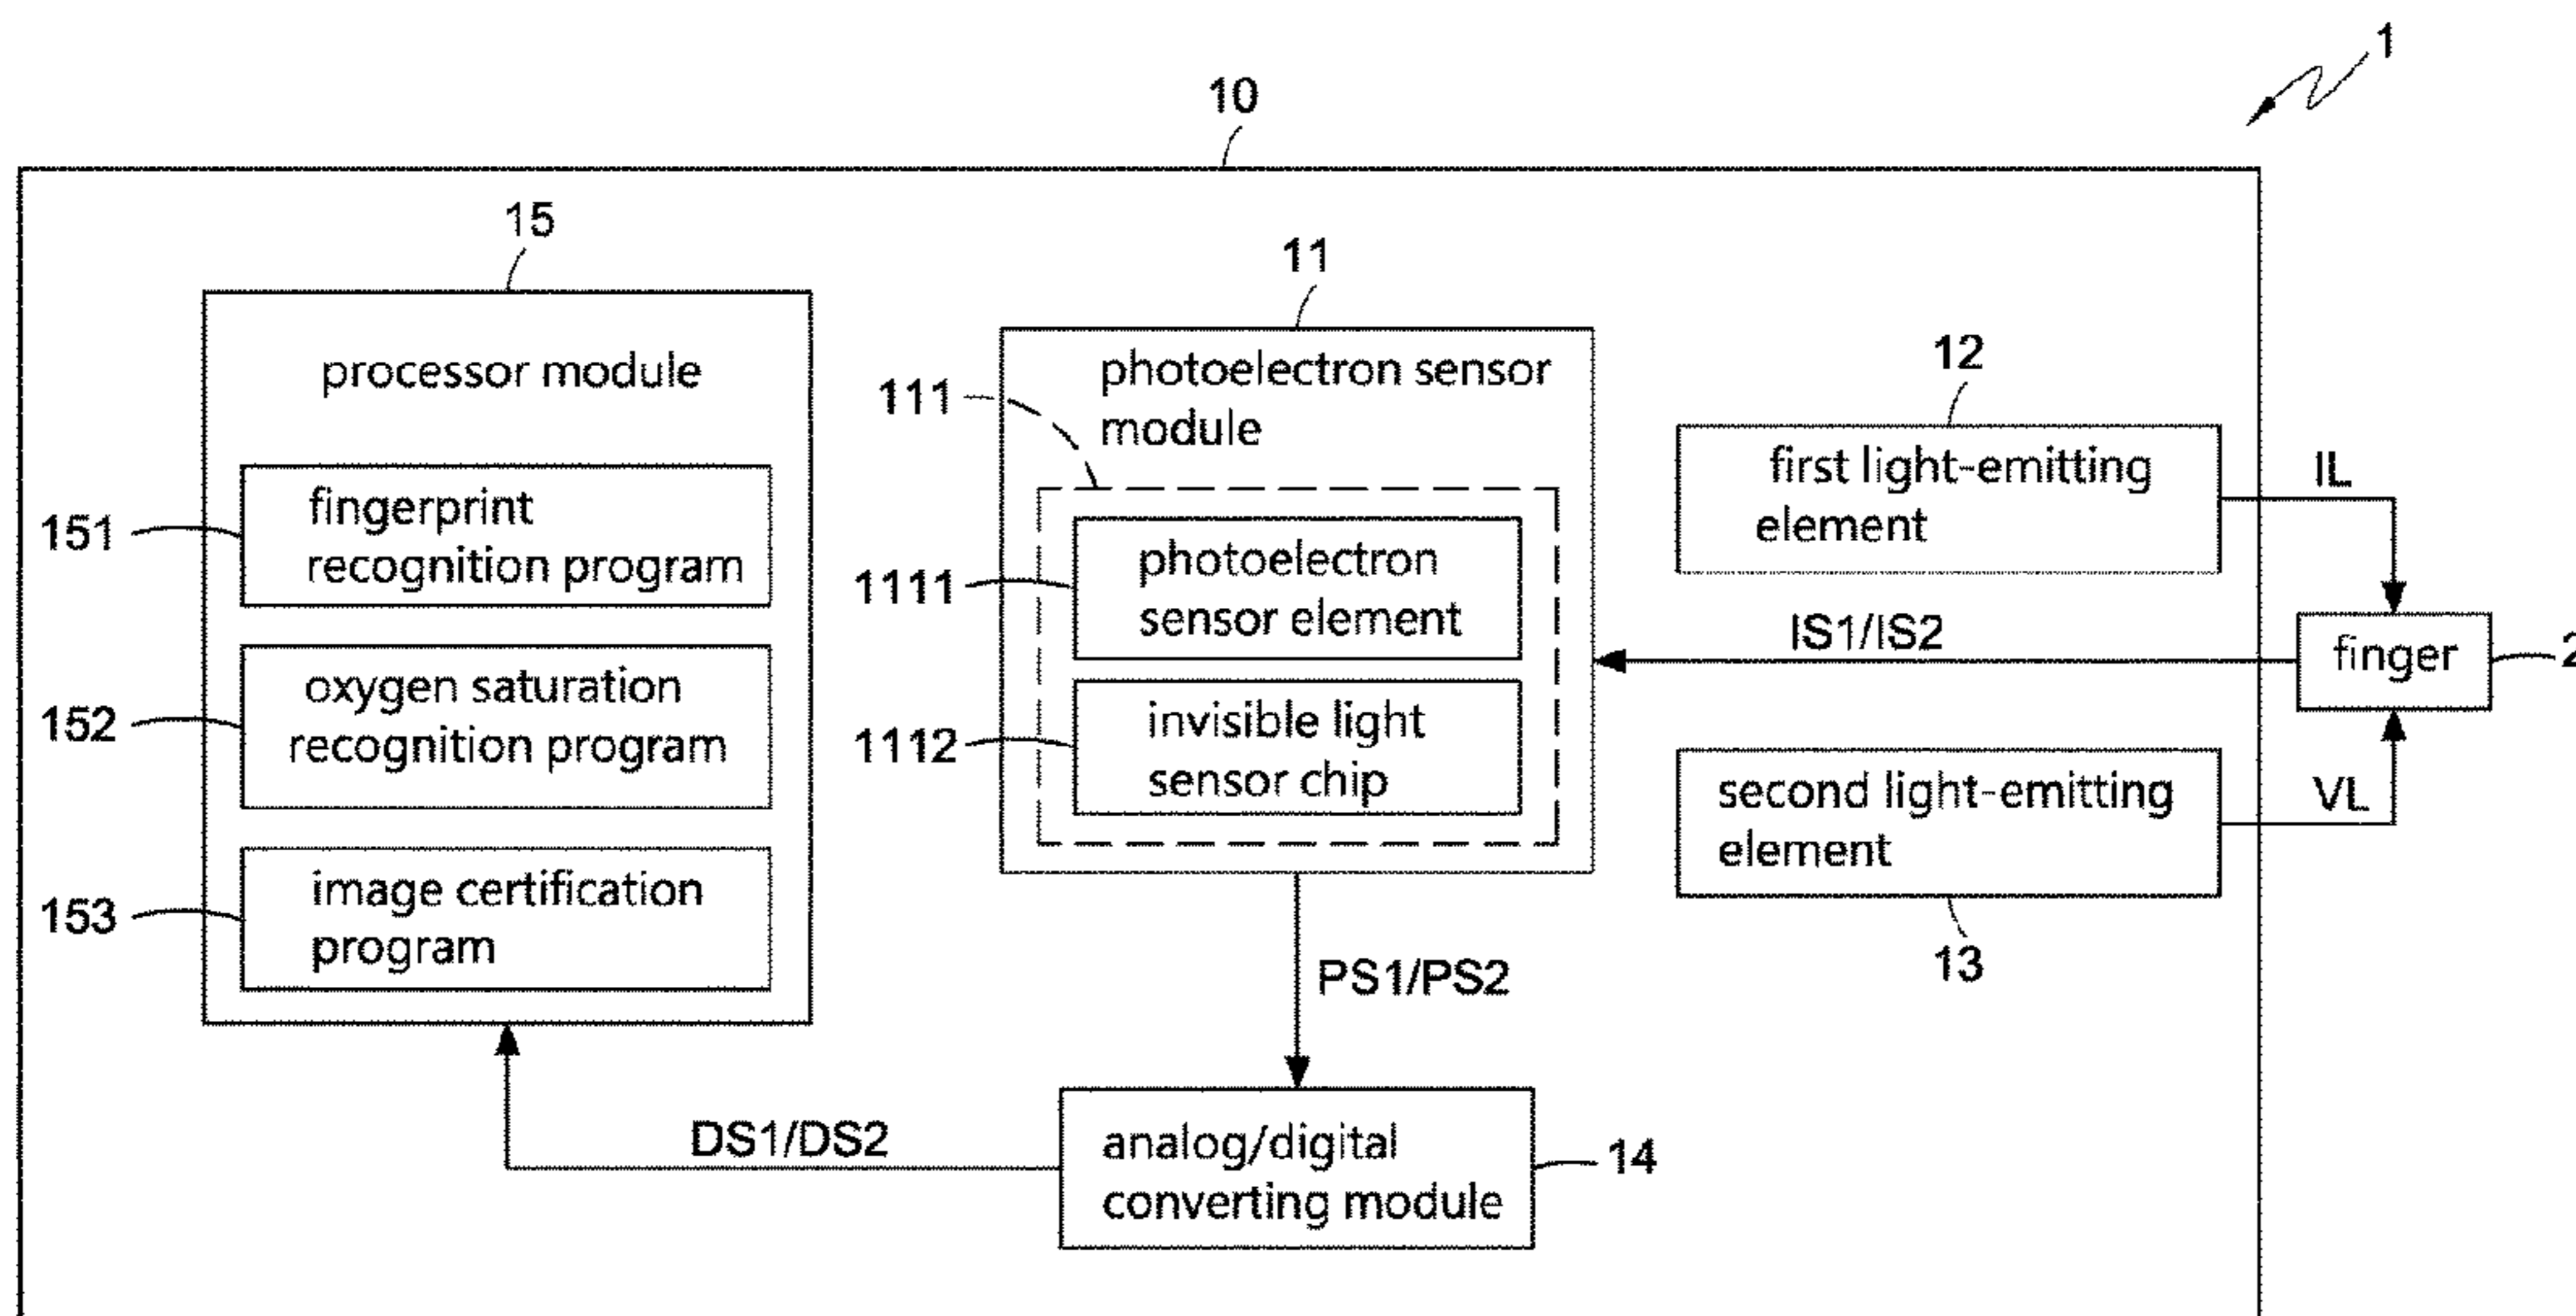 1
10
15
processor module
151
fingerprint
recognition program
152
oxygen saturation
recognition program
153
image certification
program
11
photoelectron sensor
module
111
1111
photoelectron
sensor element
1112
invisible light
sensor chip
12
first light-emitting
element
IL
IS1/IS2
finger
2
second light-emitting
element
VL
13
PS1/PS2
DS1/DS2
analog/digital
converting module
14